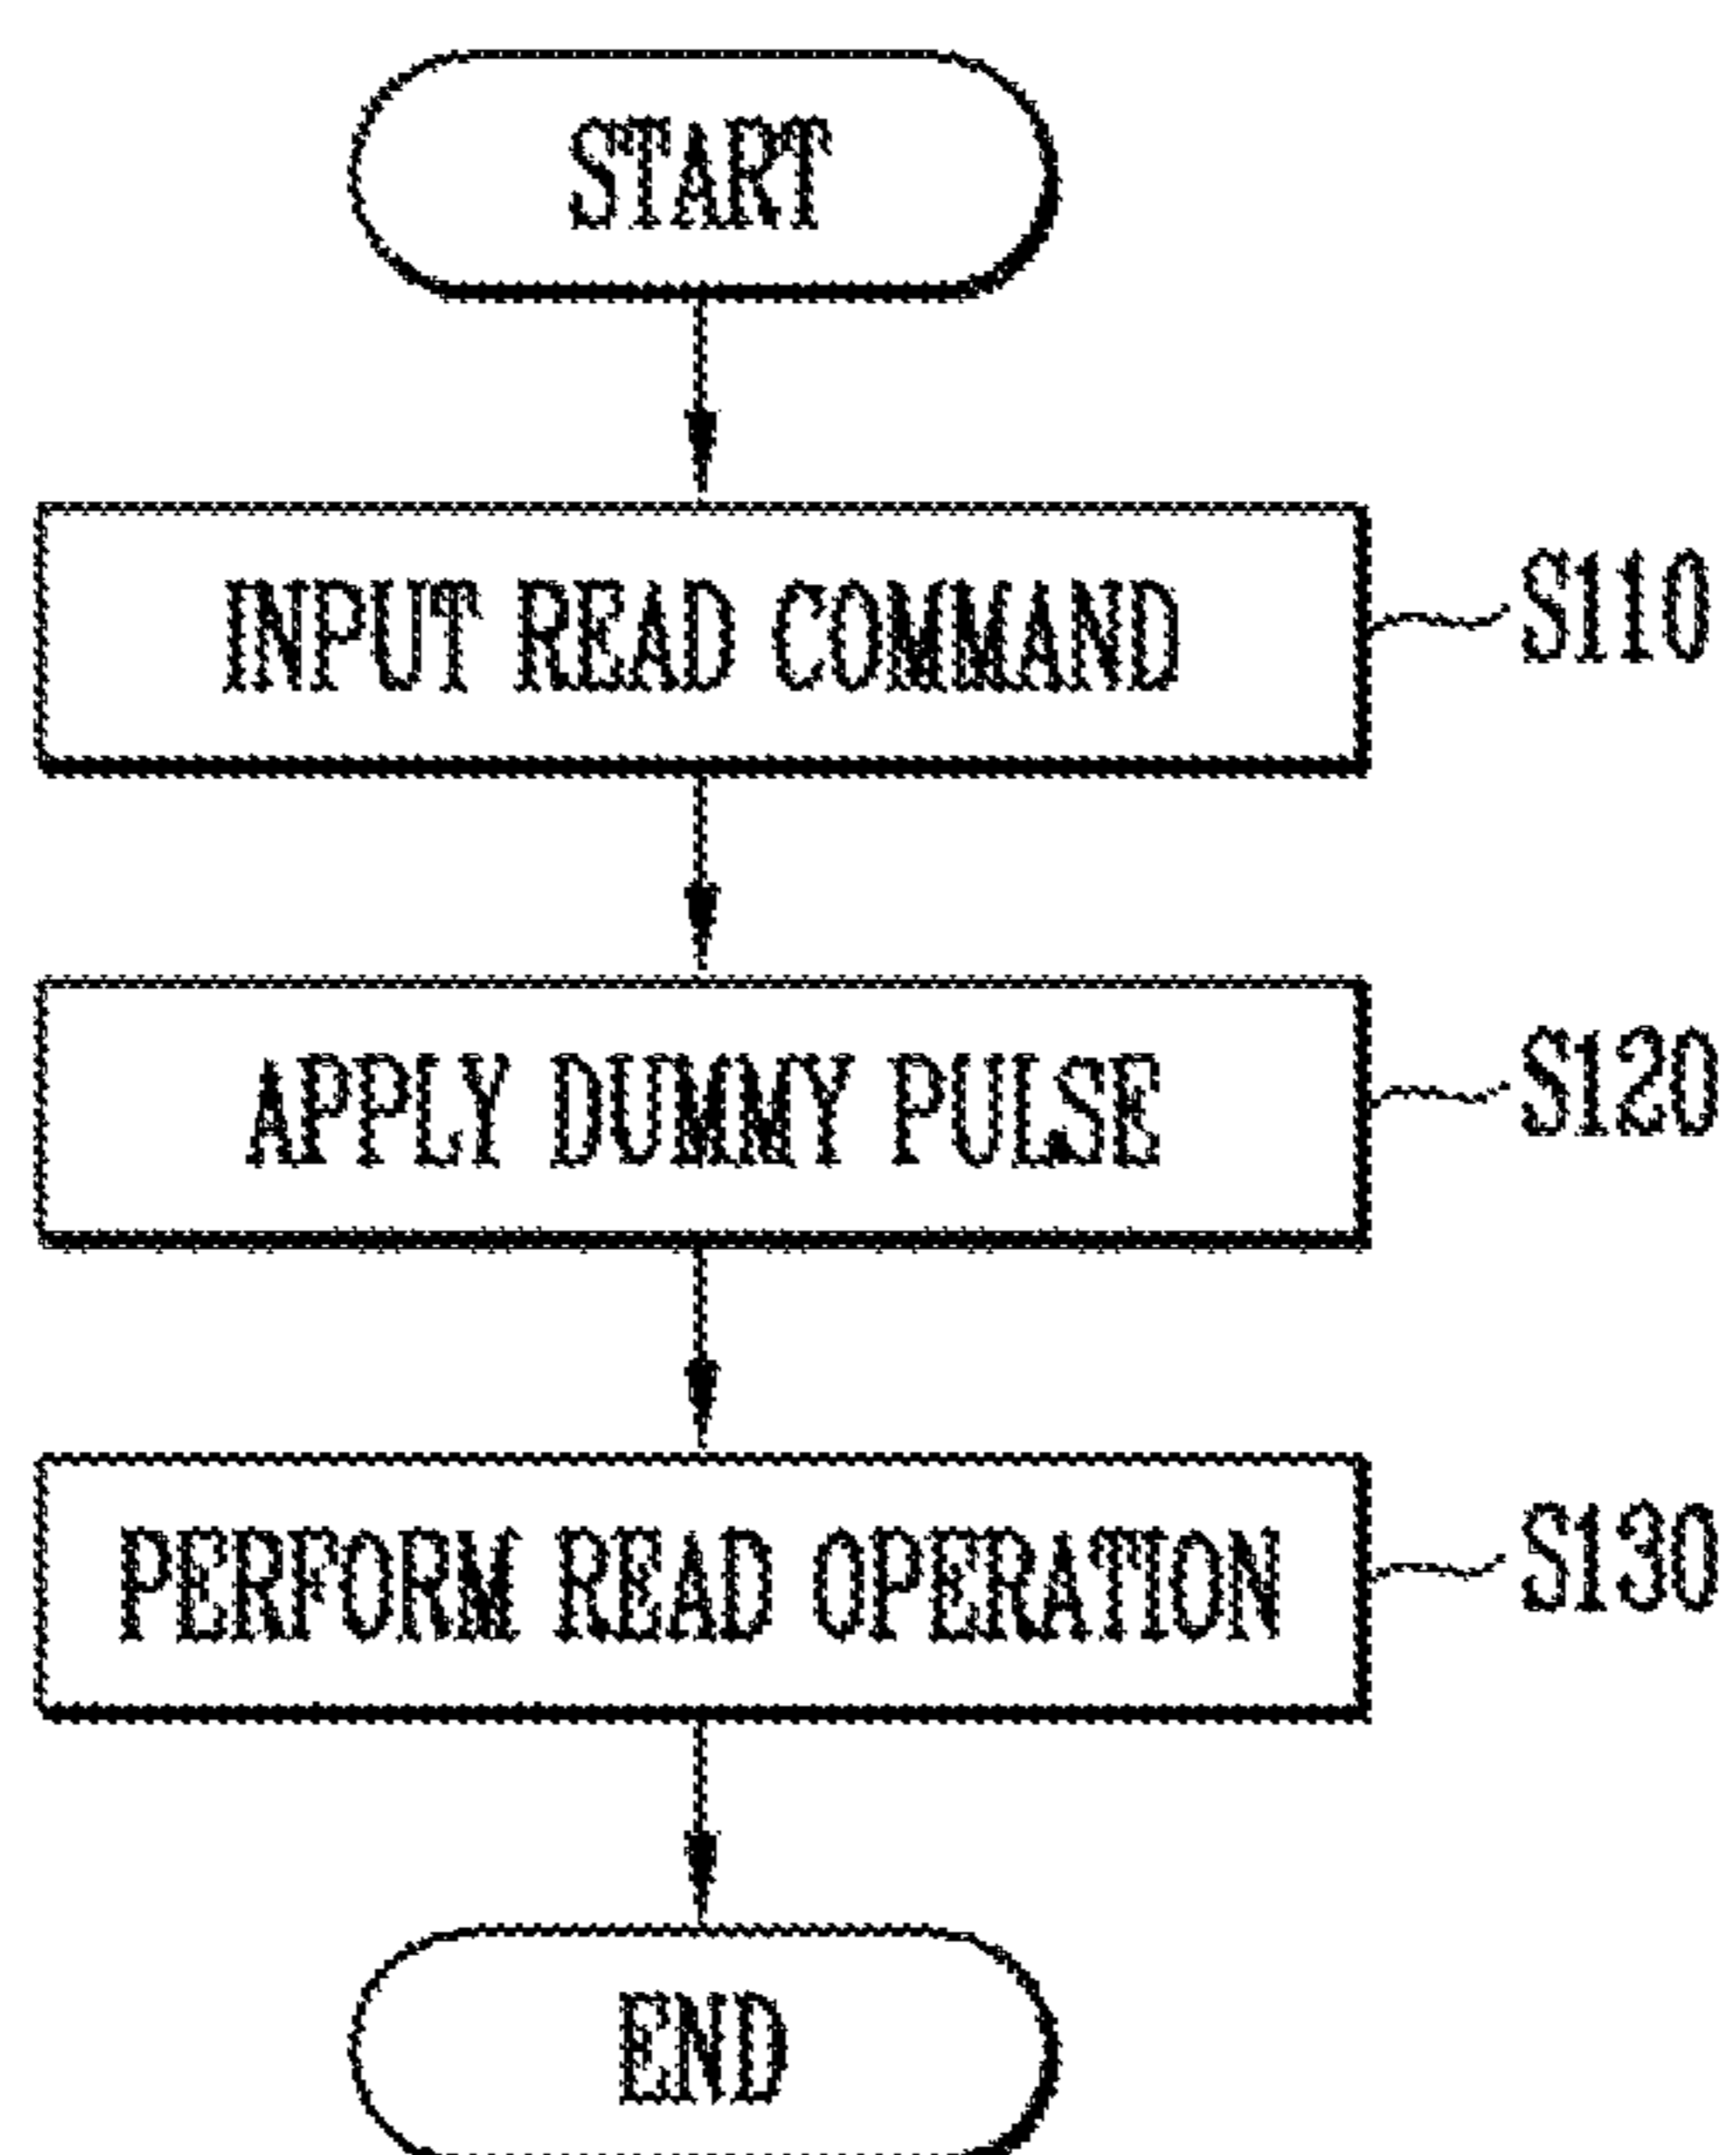 START
INPUT READ COMMAND
S110
APPLY DUMMY PULSE
S120
PERFORM READ OPERATION
S130
END